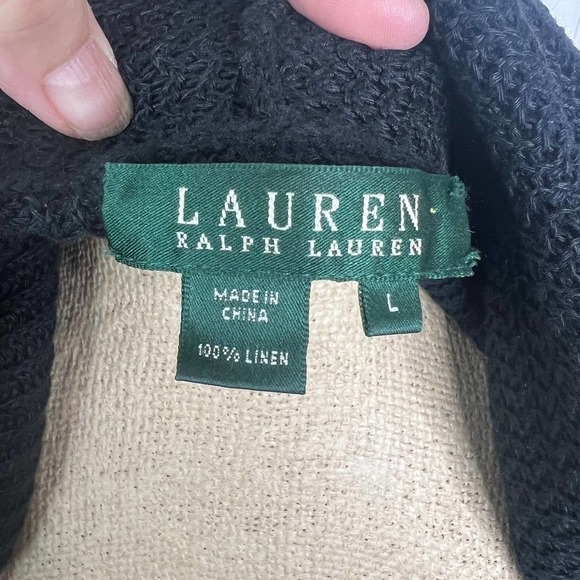 LAUREN
RALPH LAUREN
MADE IN
CHINA
100% LINEN
L